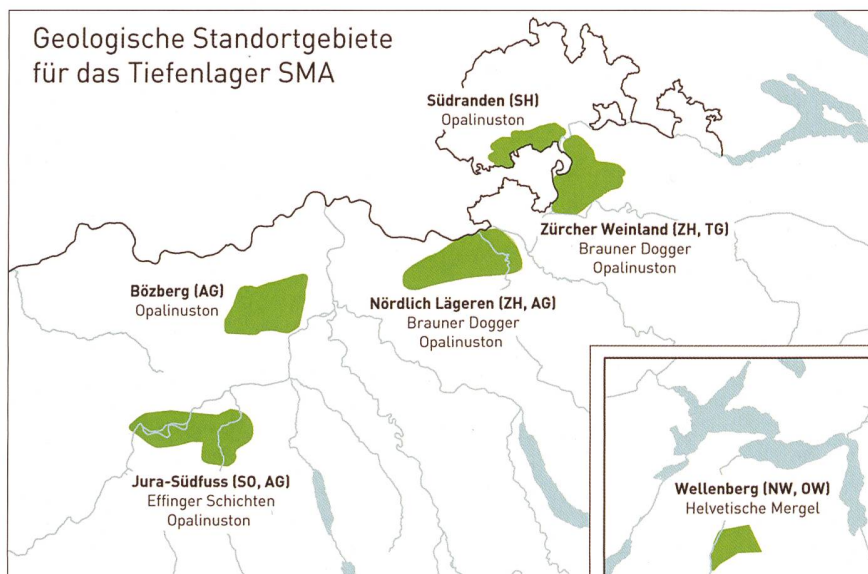 Geologische Standortgebiete
für das Tiefenlager SMA
Südranden (SH)
Opalinuston
Zürcher Weinland (ZH, TG)
Brauner Dogger
Opalinuston
Bözberg (AG)
Opalinuston
Nördlich Lägeren (ZH, AG)
Brauner Dogger
Opalinuston
Jura-Südfuss (SO, AG)
Effinger Schichten
Opalinuston
Wellenberg (NW, OW)
Helvetische Mergel